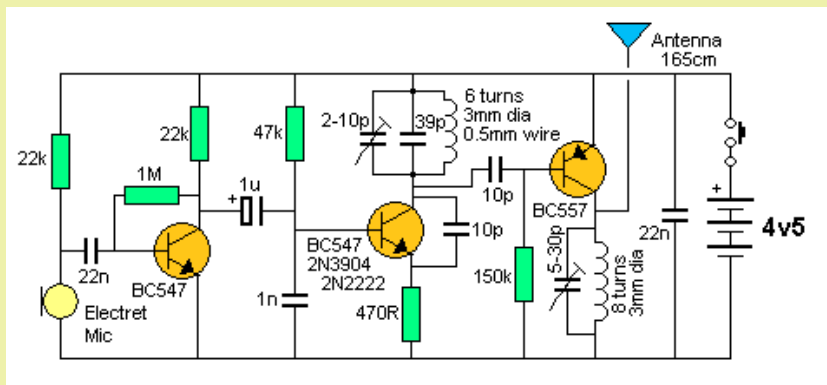 Antenna
165cm
6 turns
3mm dia
0.5mm wire
2-10p
39p
22k
47k
22k
1M
1u
+
10p
BC557
+
4v5
22n
BC547
22n
BC547
2N3904
2N2222
10p
150k
5-30p
8 turns
3mm dia
1n
470R
Electret
Mic